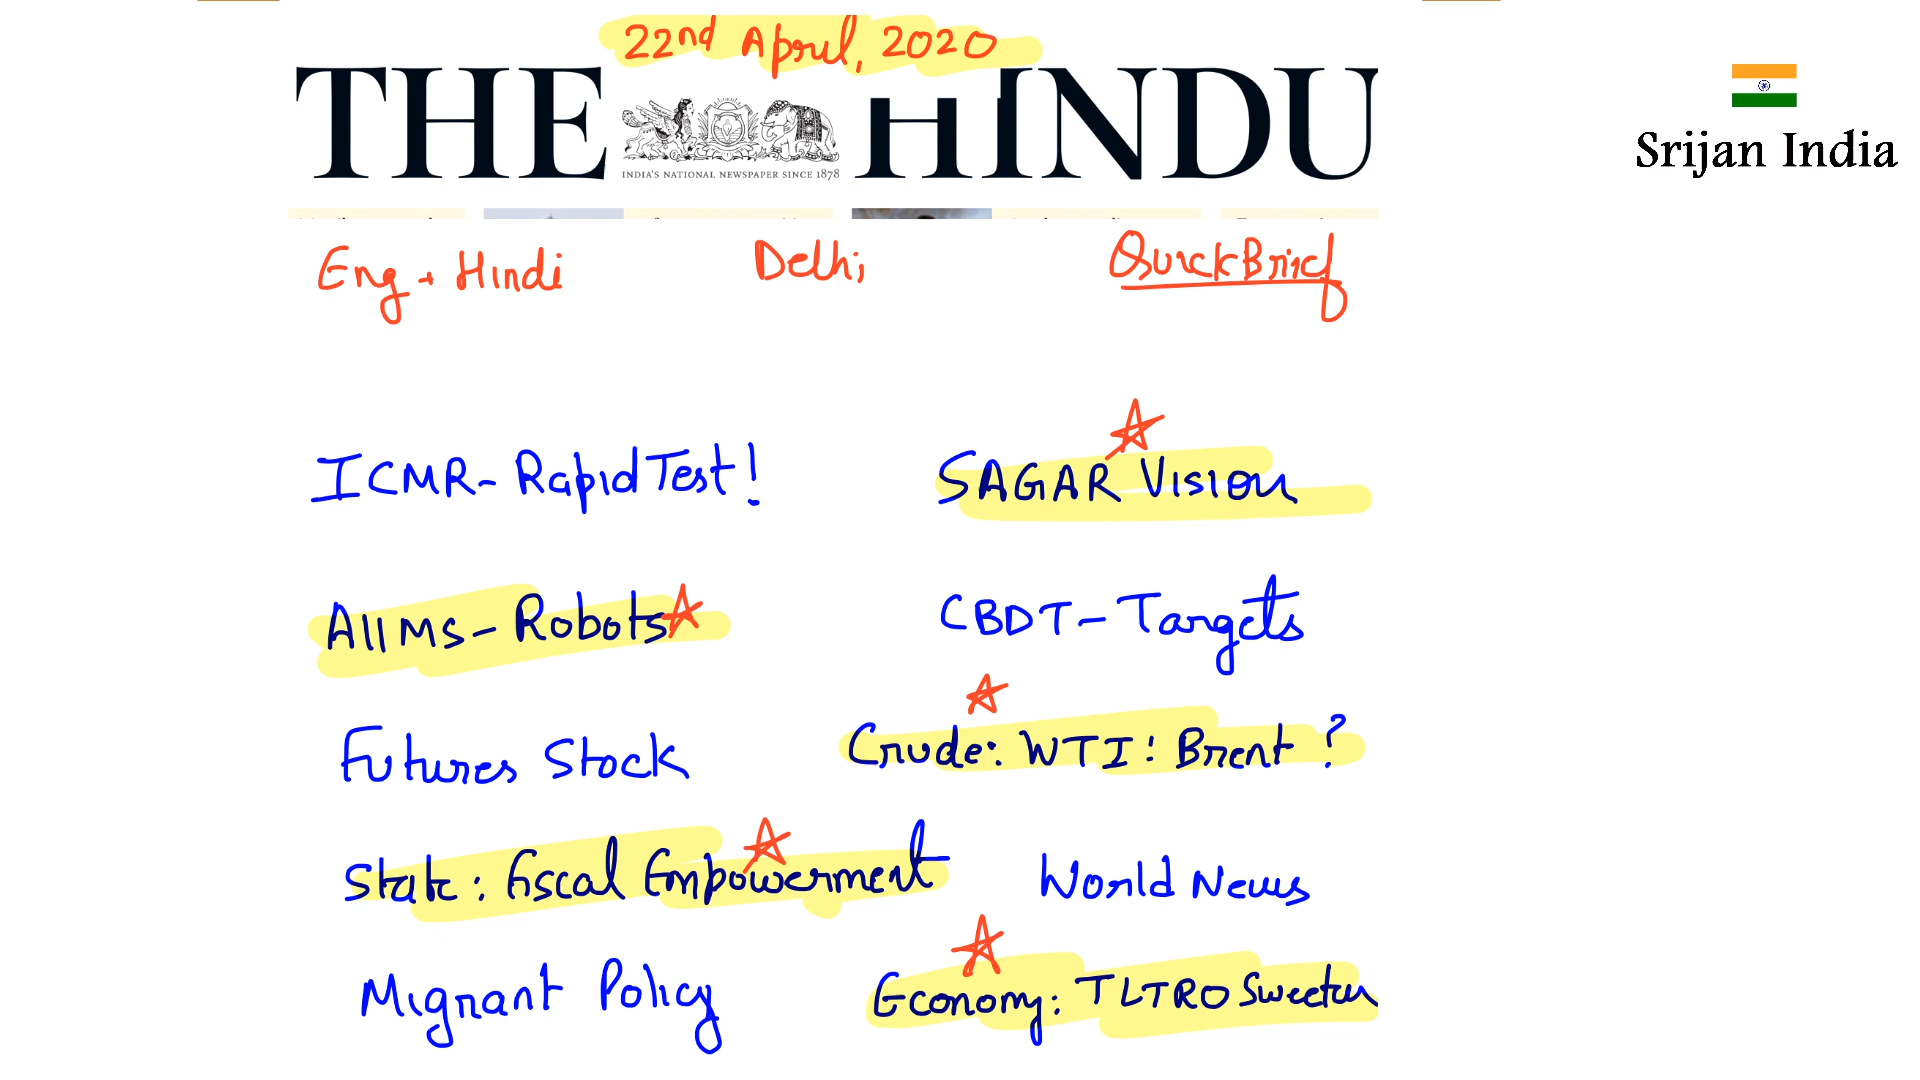 22nd April, 2020
THE HINDU
INDIA'S NATIONAL NEWSPAPER SINCE 1878
Srijan India
Eng + Hindi Delhi QuickBrief
ICMR - Rapid Test! SAGAR Vision
AIIMS - Robots CBDT - Targets
Futures Stock Crude: WTI: Brent?
State: Fiscal Empowerment World News
Migrant Policy Economy: TLTRO